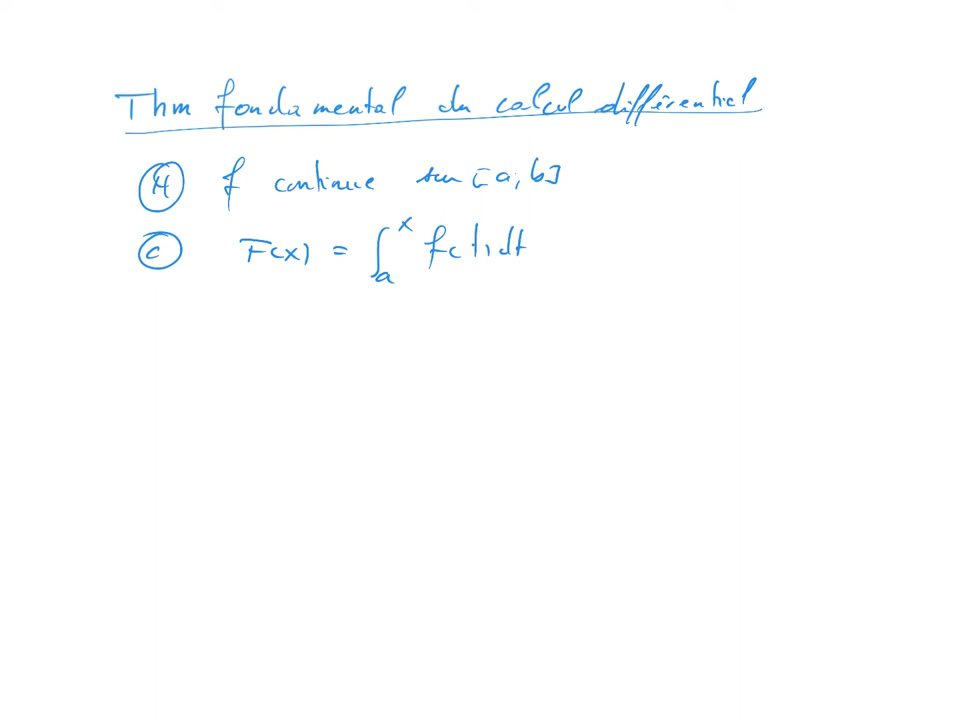 Thm fondamental du calcul différentiel
(H) f continue sur [a, b]
(C) F(x) = ∫_a^x f(t) dt